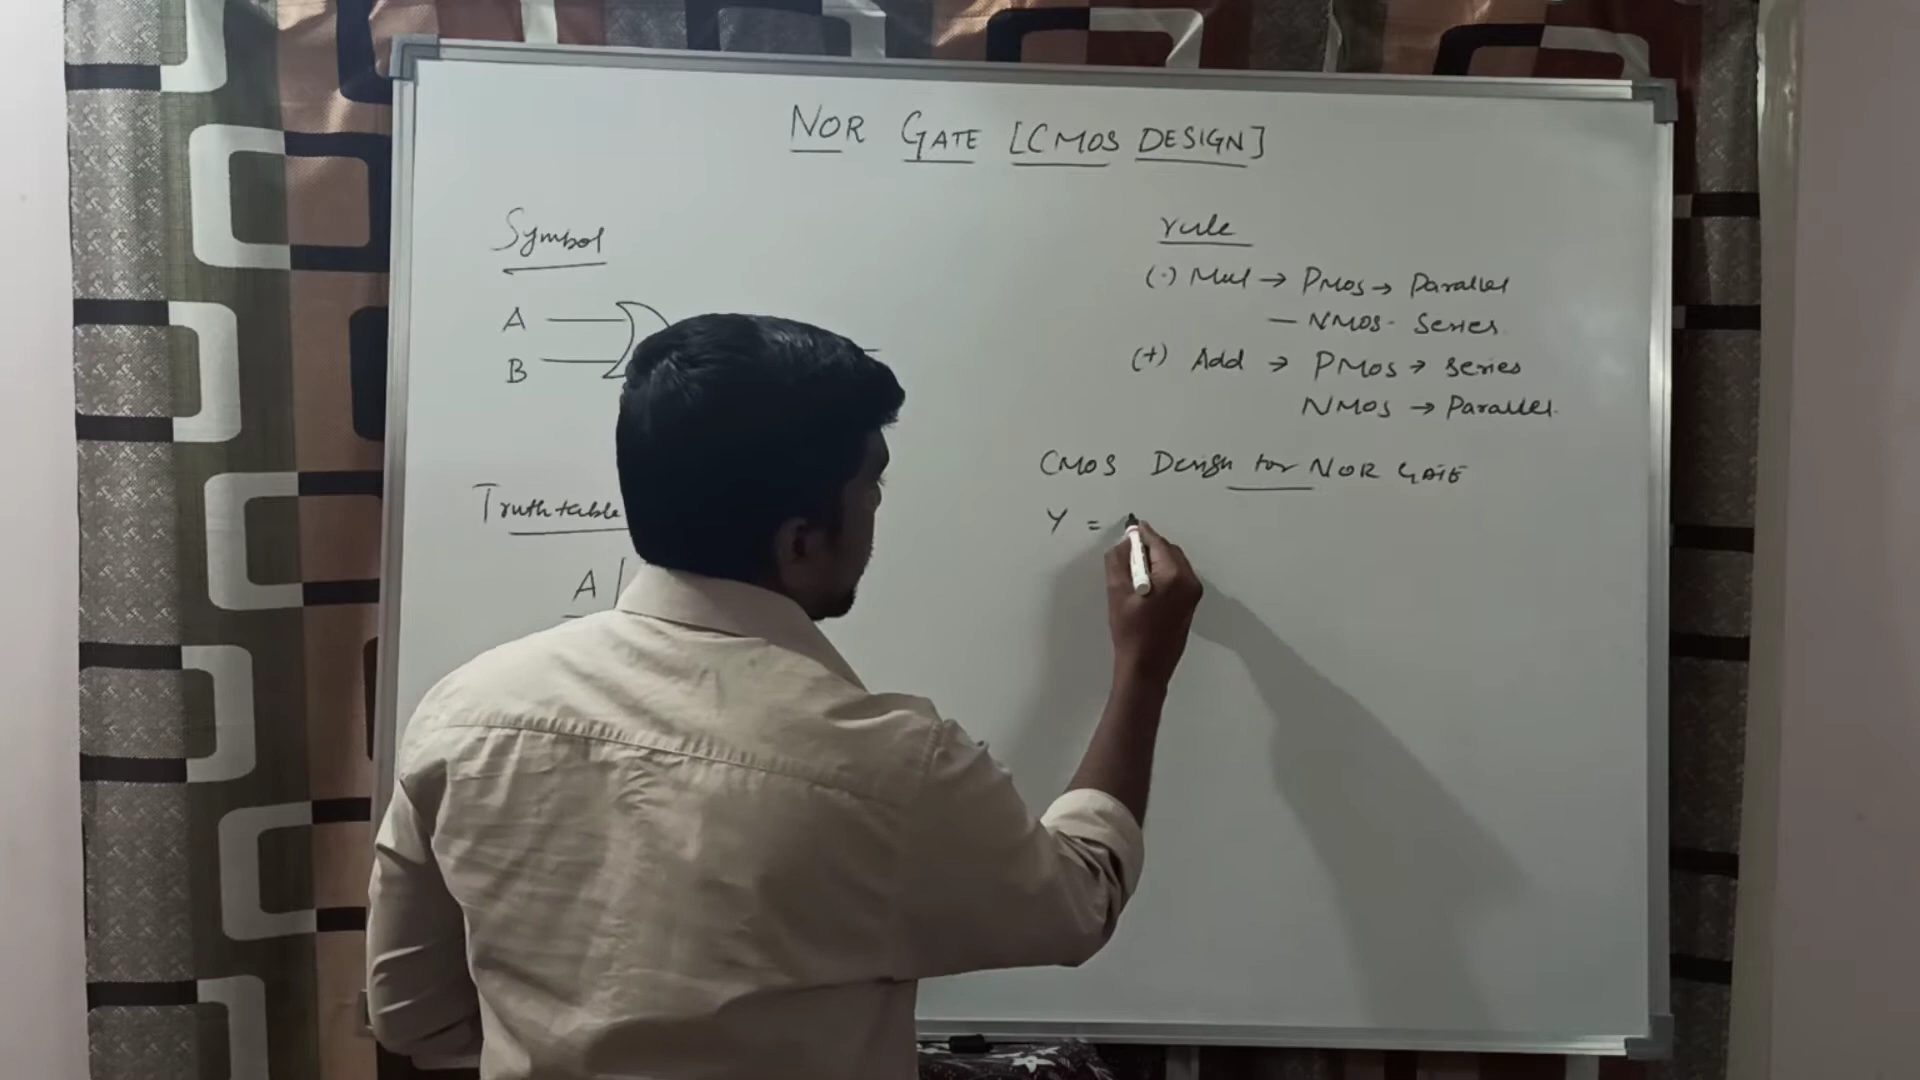 NOR GATE [CMOS DESIGN]
Symbol
A
B
Truth table
A
rule
(·) Mul → PMOS → Parallel
— NMOS - Series
(+) Add → PMOS → Series
NMOS → Parallel
CMOS Design for NOR GATE
Y =